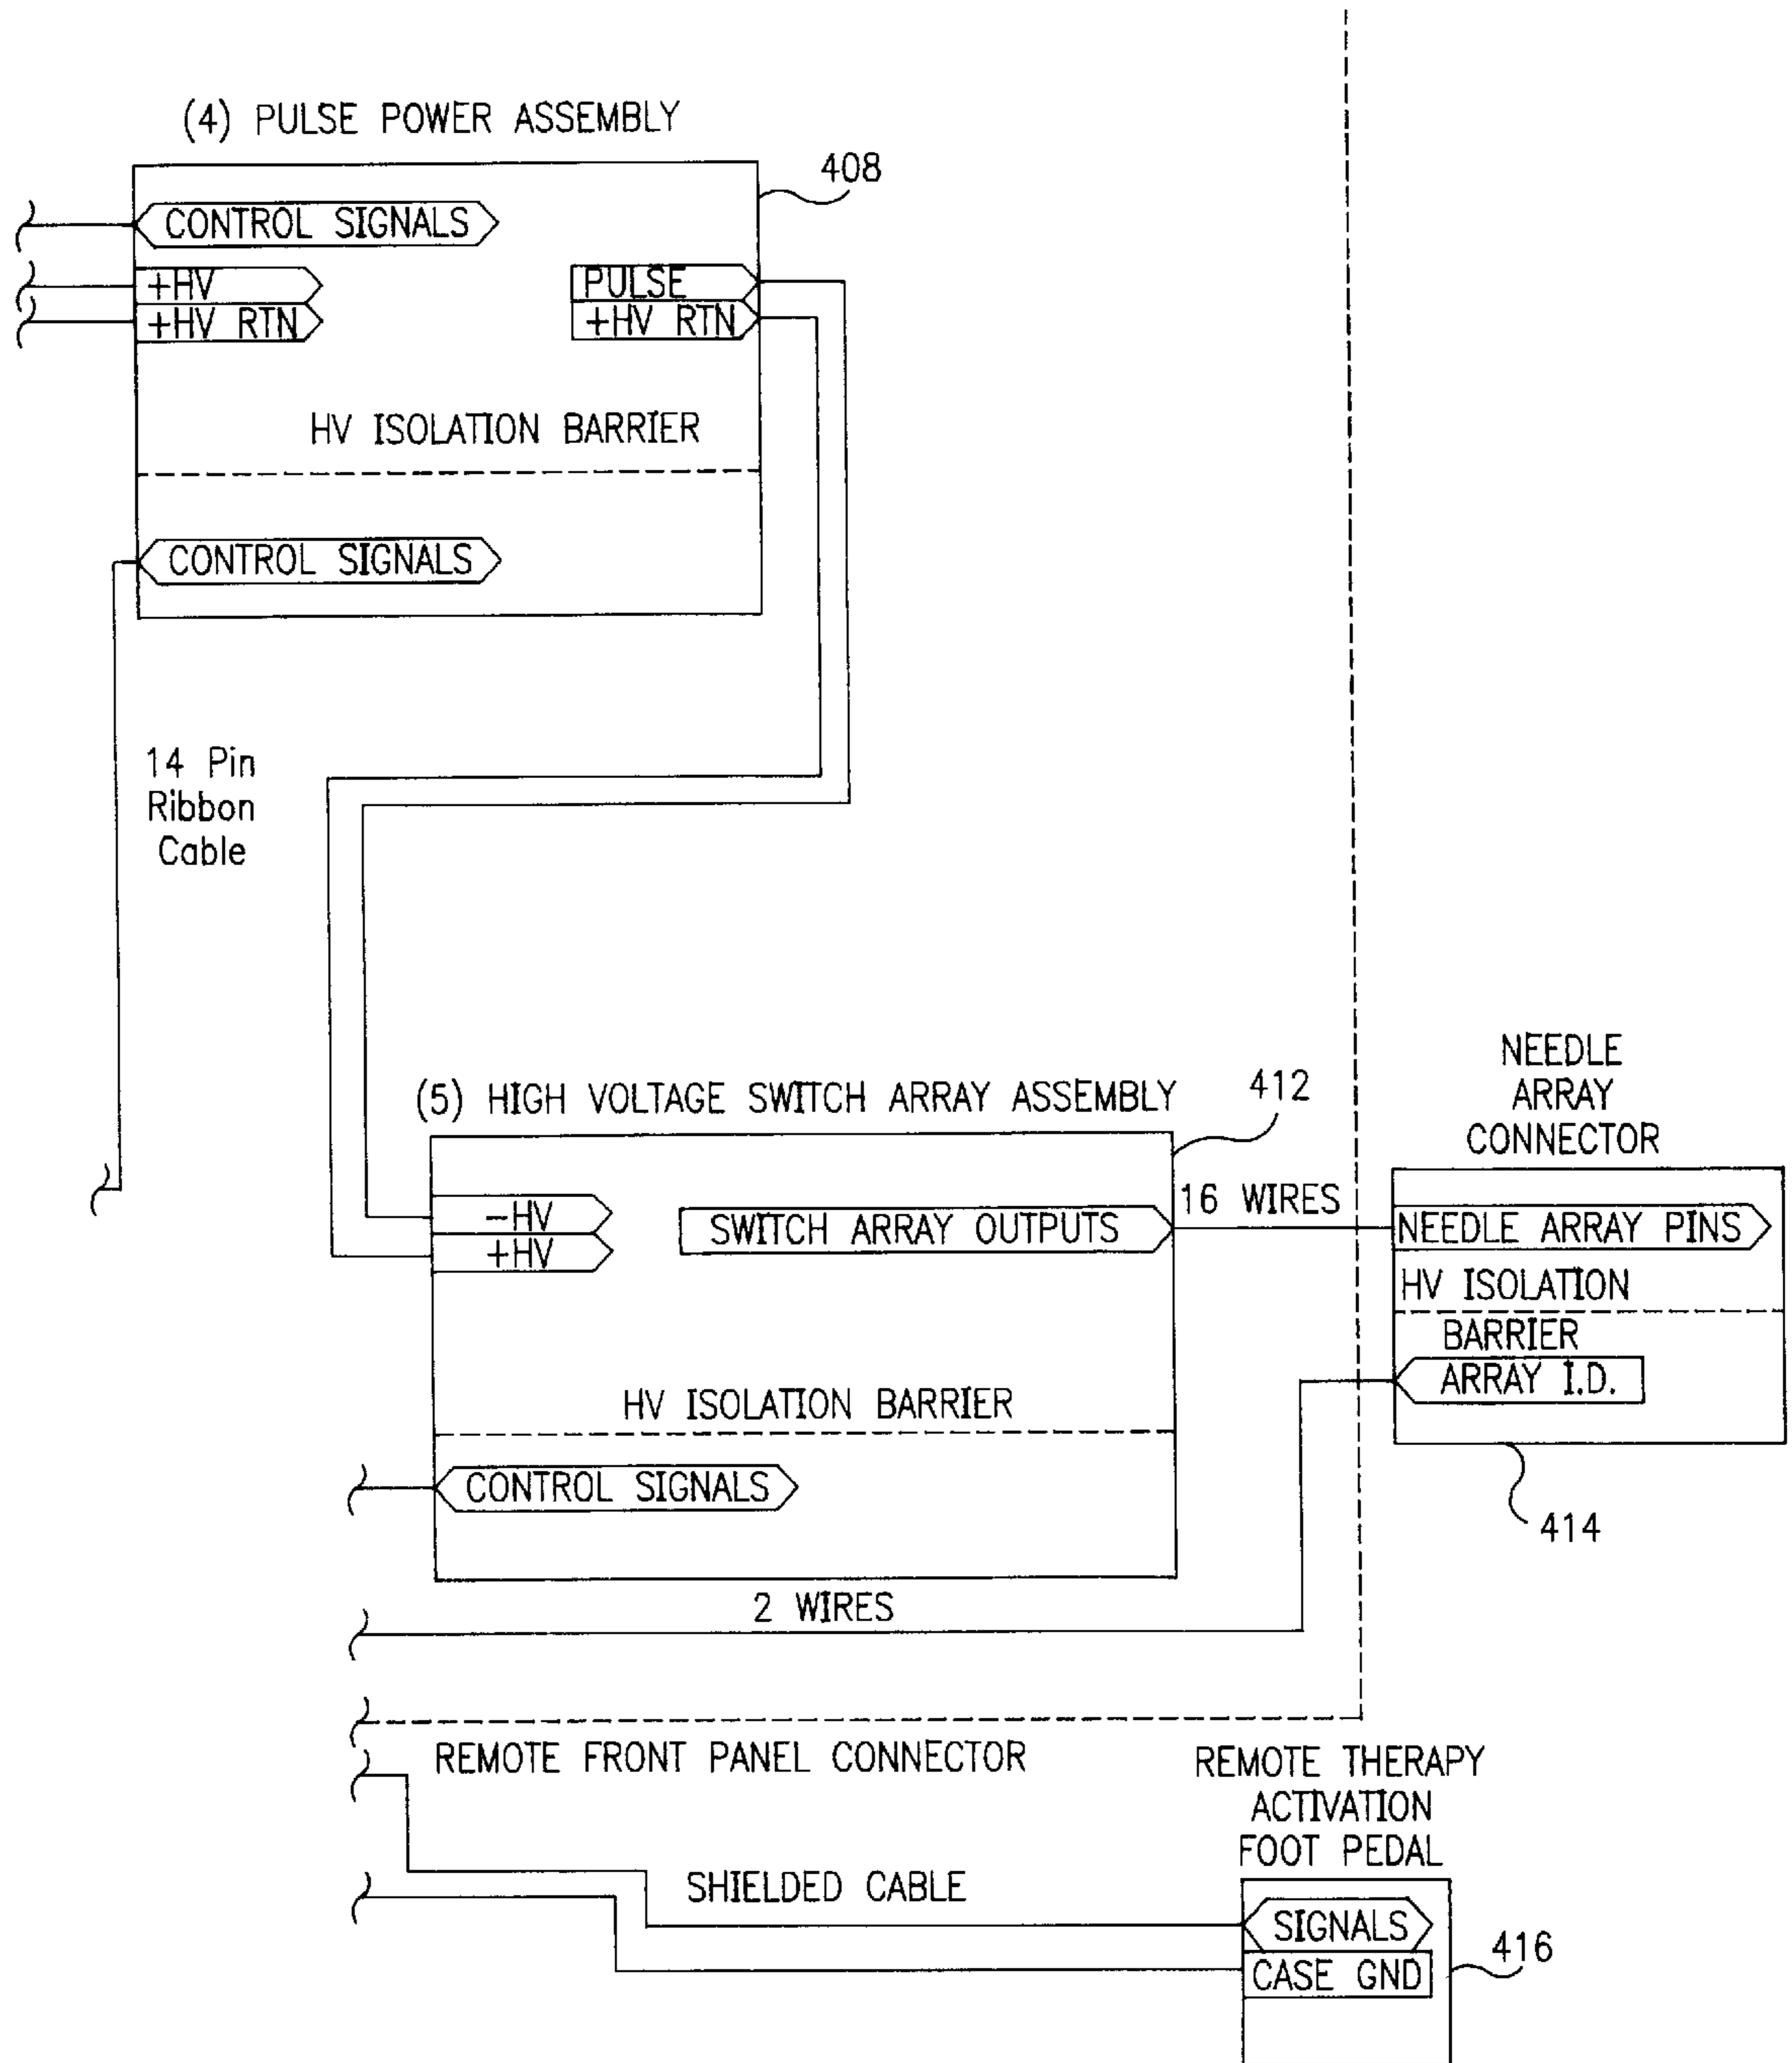 (4) PULSE POWER ASSEMBLY
408
CONTROL SIGNALS
+HV
+HV RTN
PULSE
+HV RTN
HV ISOLATION BARRIER
CONTROL SIGNALS
14 Pin
Ribbon
Cable
(5) HIGH VOLTAGE SWITCH ARRAY ASSEMBLY
412
-HV
+HV
SWITCH ARRAY OUTPUTS
16 WIRES
HV ISOLATION BARRIER
CONTROL SIGNALS
2 WIRES
NEEDLE
ARRAY
CONNECTOR
NEEDLE ARRAY PINS
HV ISOLATION
BARRIER
ARRAY I.D.
414
REMOTE FRONT PANEL CONNECTOR
SHIELDED CABLE
REMOTE THERAPY
ACTIVATION
FOOT PEDAL
SIGNALS
CASE GND
416